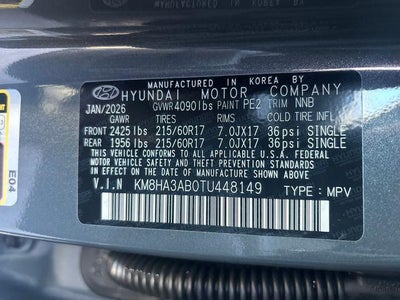 MANUFACTURED IN KOREA BY
HYUNDAI MOTOR COMPANY
JAN/2026 GVWR 4090lbs PAINT PE2 TRIM NNB
GAWR TIRES RIMS COLD TIRE INFL
FRONT 2425lbs 215/60R17 7.0JX17 36psi SINGLE
REAR 1956lbs 215/60R17 7.0JX17 36psi SINGLE
THIS VEHICLE CONFORMS TO ALL APPLICABLE U.S. FEDERAL
MOTOR VEHICLE SAFETY AND THEFT PREVENTION STANDARDS
IN EFFECT ON THE DATE OF MANUFACTURE SHOWN ABOVE.
V.I.N KM8HA3AB0TU448149 TYPE : MPV
E04